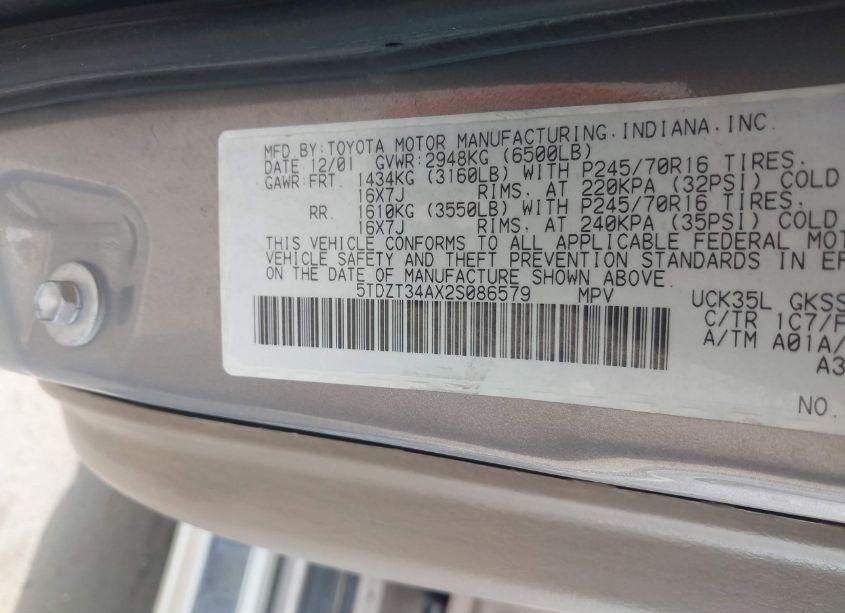 MFD.BY:TOYOTA MOTOR MANUFACTURING.INDIANA.INC.
DATE 12/01 GVWR:2948KG (6500LB)
GAWR:FRT. 1434KG (3160LB) WITH P245/70R16 TIRES.
16X7J RIMS. AT 220KPA (32PSI) COLD
RR. 1610KG (3550LB) WITH P245/70R16 TIRES.
16X7J RIMS. AT 240KPA (35PSI) COLD
THIS VEHICLE CONFORMS TO ALL APPLICABLE FEDERAL MOT
VEHICLE SAFETY AND THEFT PREVENTION STANDARDS IN EF
ON THE DATE OF MANUFACTURE SHOWN ABOVE.
5TDZT34AX2S086579 MPV UCK35L GKSS
C/TR 1C7/F
A/TM A01A/
A3
NO.